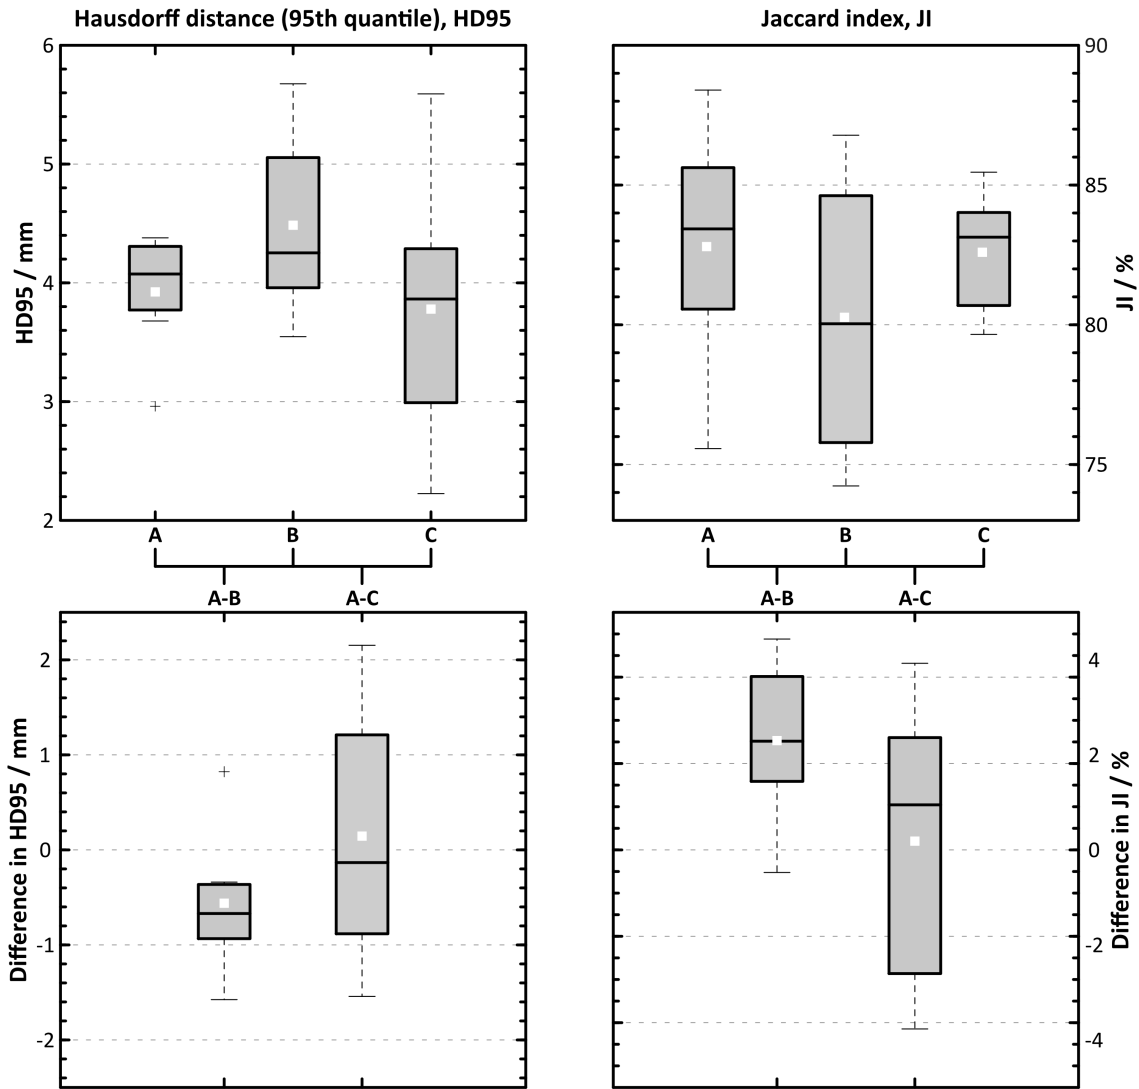 Hausdorff distance (95th quantile), HD95
Jaccard index, JI
6
5
4
3
2
HD95 / mm
A
B
C
90
85
80
75
JI / %
A
B
C
A-B
A-C
A-B
A-C
2
1
0
-1
-2
Difference in HD95 / mm
4
2
0
-2
-4
Difference in JI / %